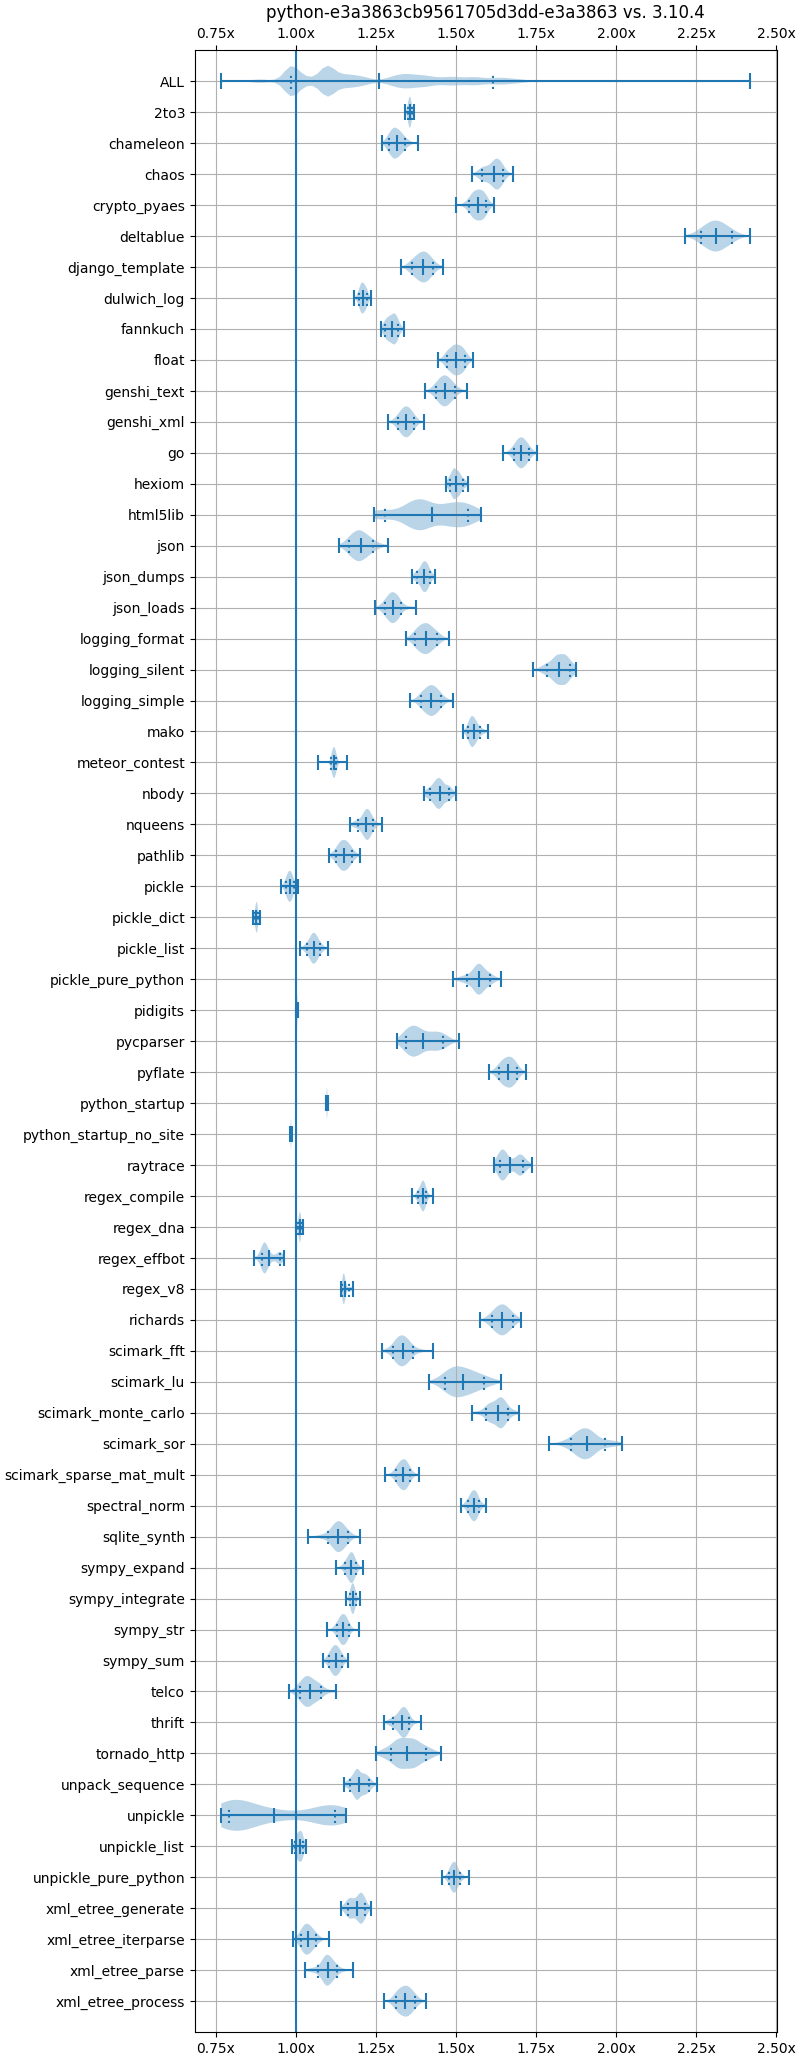 python-e3a3863cb9561705d3dd-e3a3863 vs. 3.10.4
0.75x 1.00x 1.25x 1.50x 1.75x 2.00x 2.25x 2.50x
ALL
2to3
chameleon
chaos
crypto_pyaes
deltablue
django_template
dulwich_log
fannkuch
float
genshi_text
genshi_xml
go
hexiom
html5lib
json
json_dumps
json_loads
logging_format
logging_silent
logging_simple
mako
meteor_contest
nbody
nqueens
pathlib
pickle
pickle_dict
pickle_list
pickle_pure_python
pidigits
pycparser
pyflate
python_startup
python_startup_no_site
raytrace
regex_compile
regex_dna
regex_effbot
regex_v8
richards
scimark_fft
scimark_lu
scimark_monte_carlo
scimark_sor
scimark_sparse_mat_mult
spectral_norm
sqlite_synth
sympy_expand
sympy_integrate
sympy_str
sympy_sum
telco
thrift
tornado_http
unpack_sequence
unpickle
unpickle_list
unpickle_pure_python
xml_etree_generate
xml_etree_iterparse
xml_etree_parse
xml_etree_process
0.75x 1.00x 1.25x 1.50x 1.75x 2.00x 2.25x 2.50x